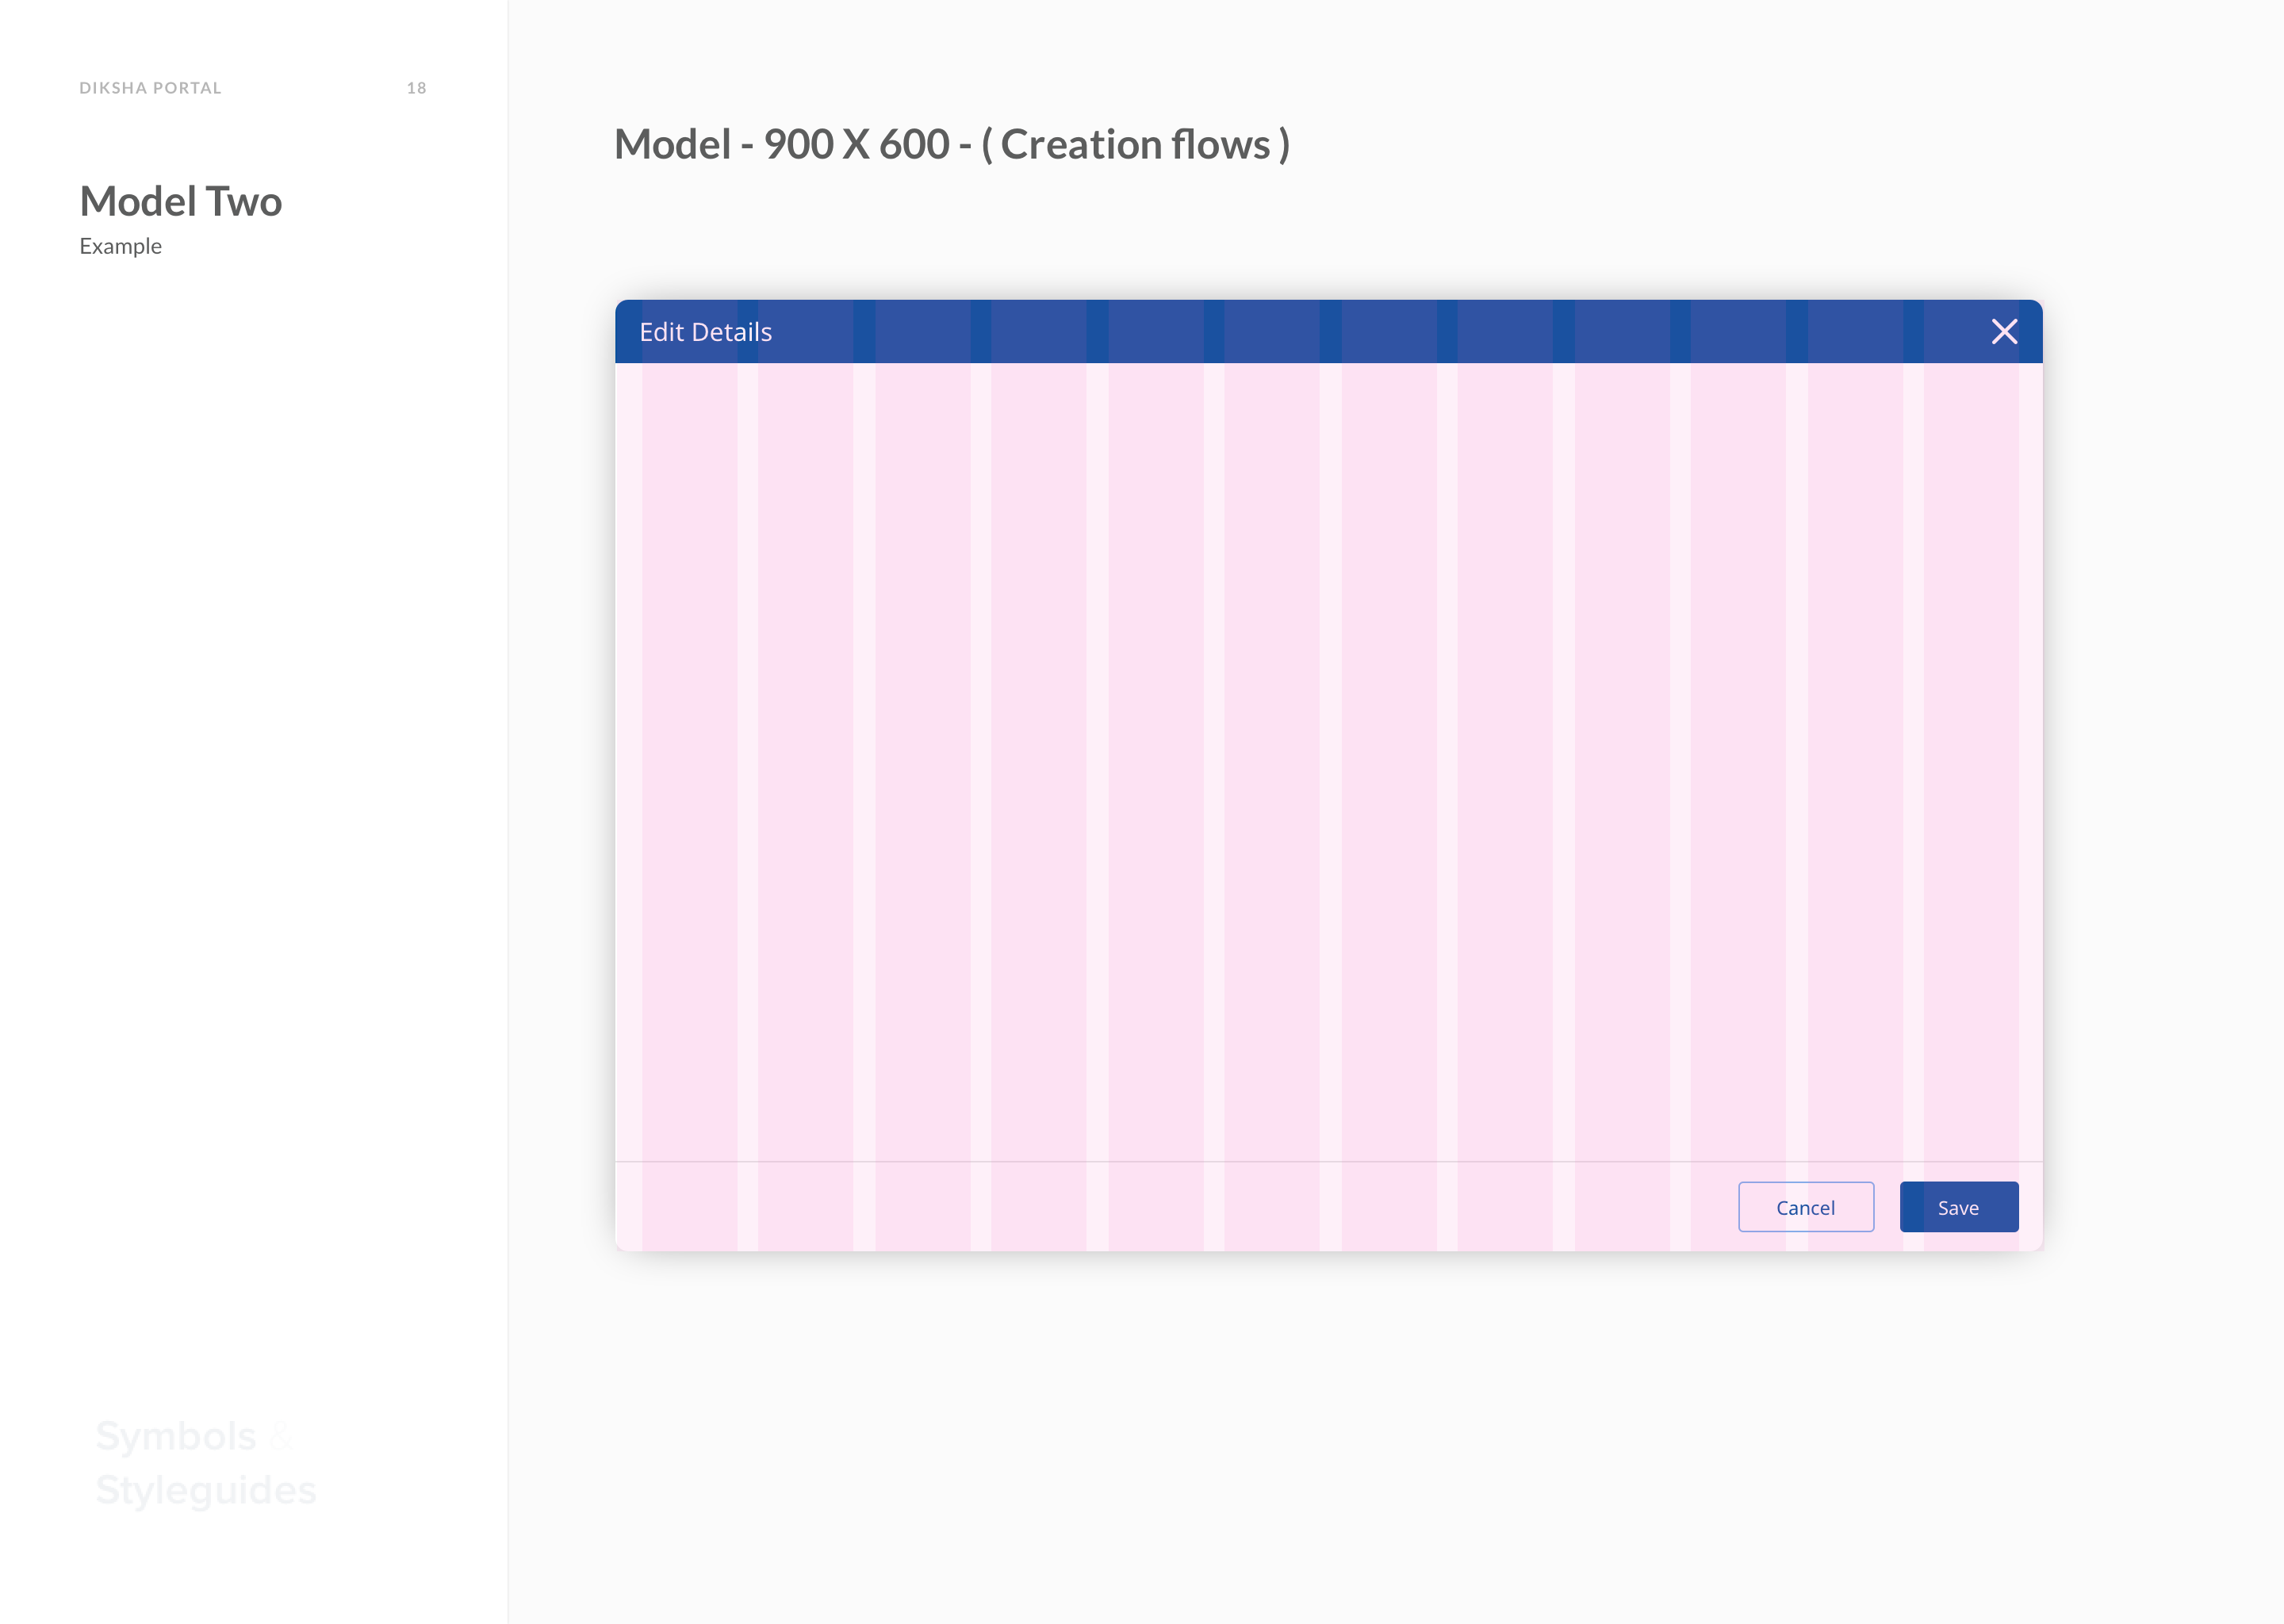 DIKSHA PORTAL 18
Model Two
Example
Model - 900 X 600 - ( Creation flows )
Edit Details
Cancel Save
Symbols &
Styleguides